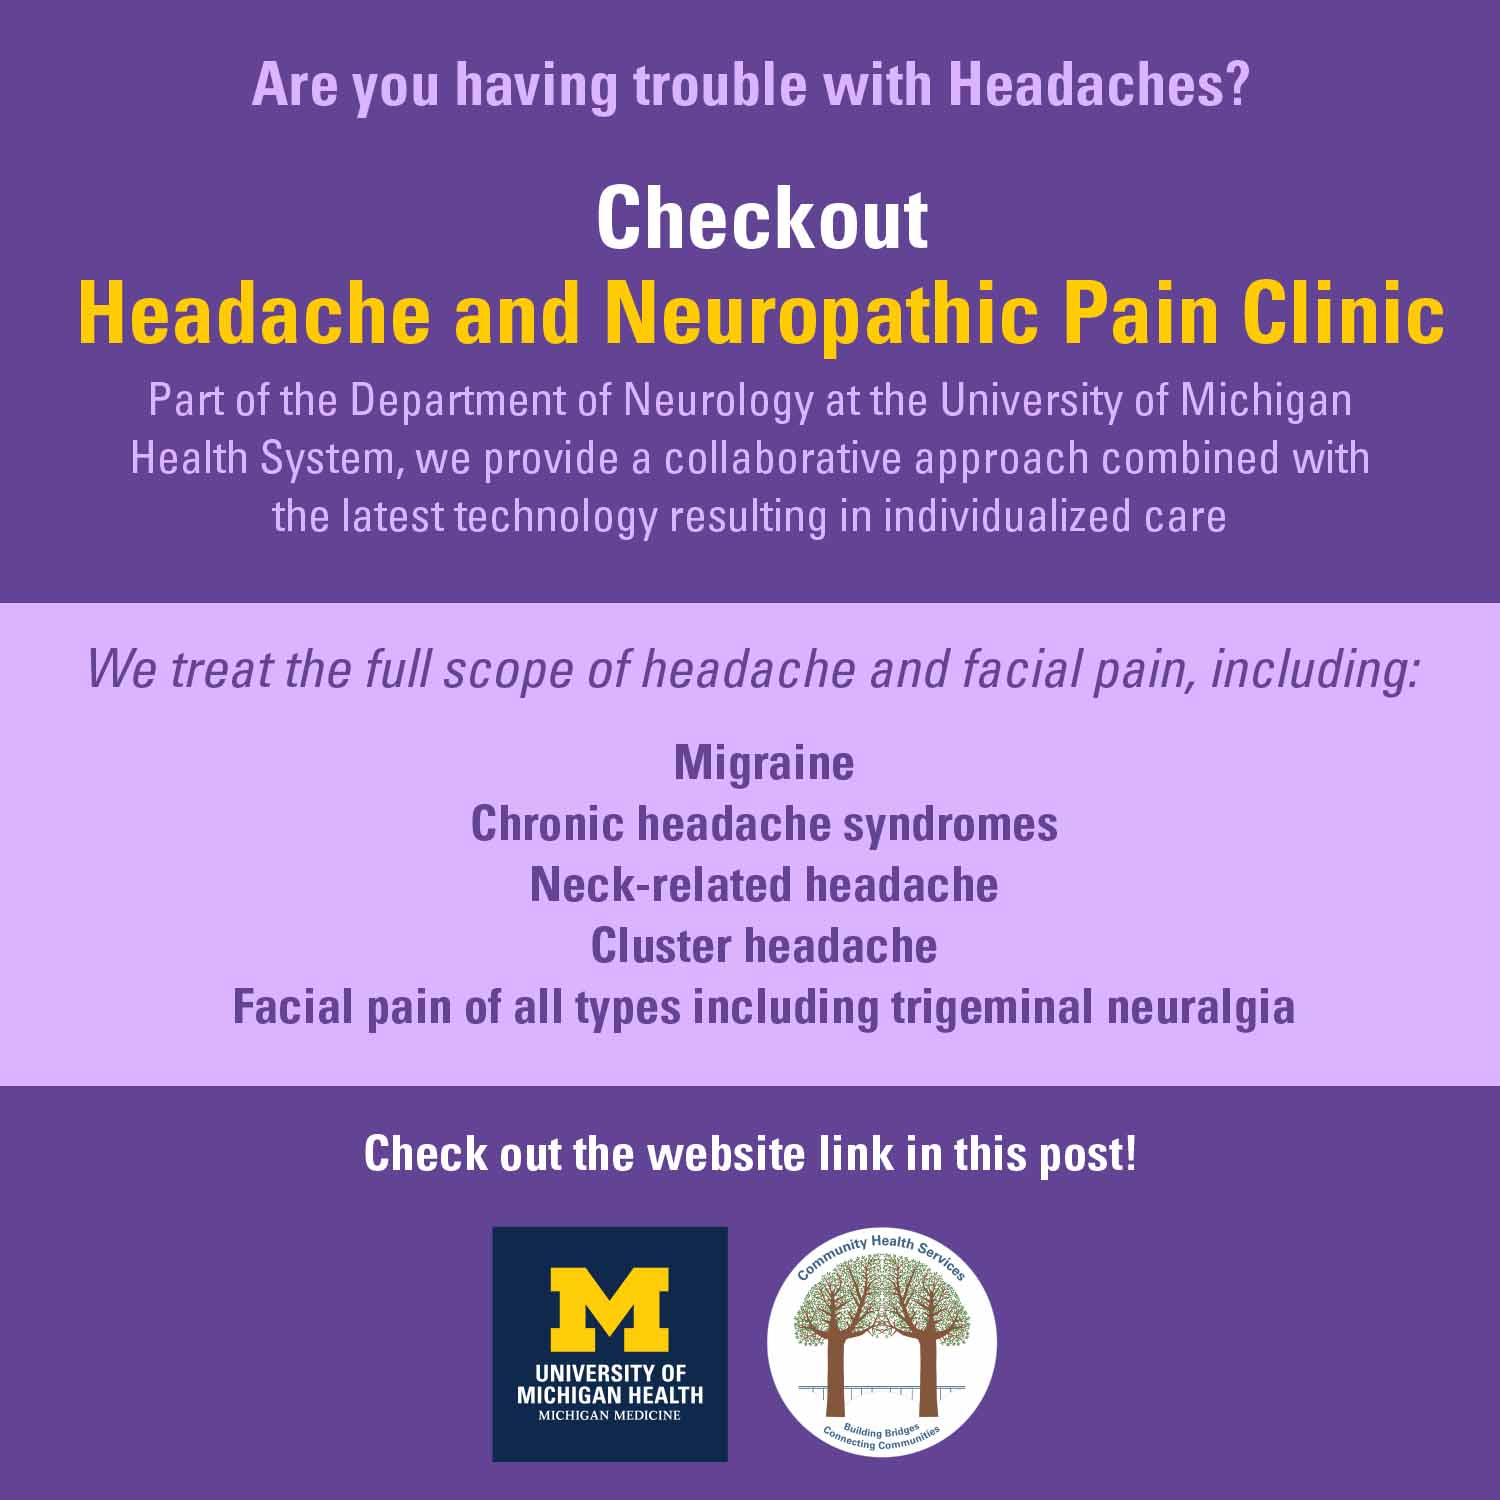 Are you having trouble with Headaches?
Checkout
Headache and Neuropathic Pain Clinic
Part of the Department of Neurology at the University of Michigan
Health System, we provide a collaborative approach combined with
the latest technology resulting in individualized care
We treat the full scope of headache and facial pain, including:
Migraine
Chronic headache syndromes
Neck-related headache
Cluster headache
Facial pain of all types including trigeminal neuralgia
Check out the website link in this post!
M
UNIVERSITY OF
MICHIGAN HEALTH
MICHIGAN MEDICINE
Community Health Services
Building Bridges
Connecting Communities